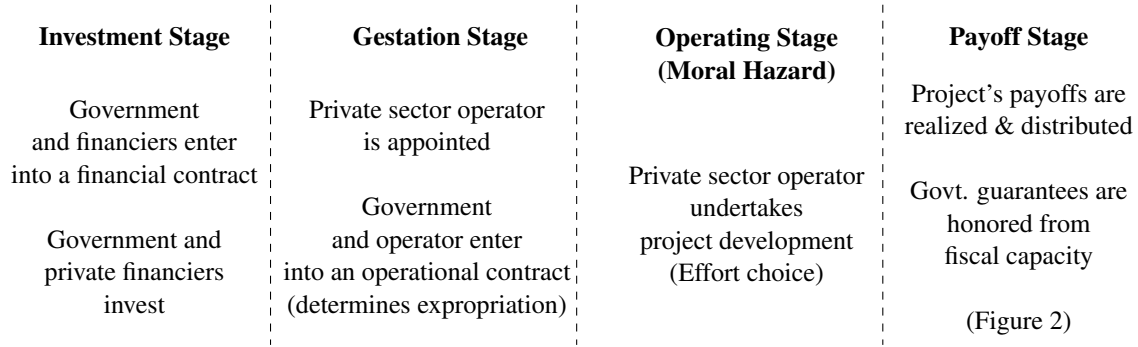 Investment Stage
Government
and financiers enter
into a financial contract
Government and
private financiers
invest
Gestation Stage
Private sector operator
is appointed
Government
and operator enter
into an operational contract
(determines expropriation)
Operating Stage
(Moral Hazard)
Private sector operator
undertakes
project development
(Effort choice)
Payoff Stage
Project's payoffs are
realized & distributed
Govt. guarantees are
honored from
fiscal capacity
(Figure 2)